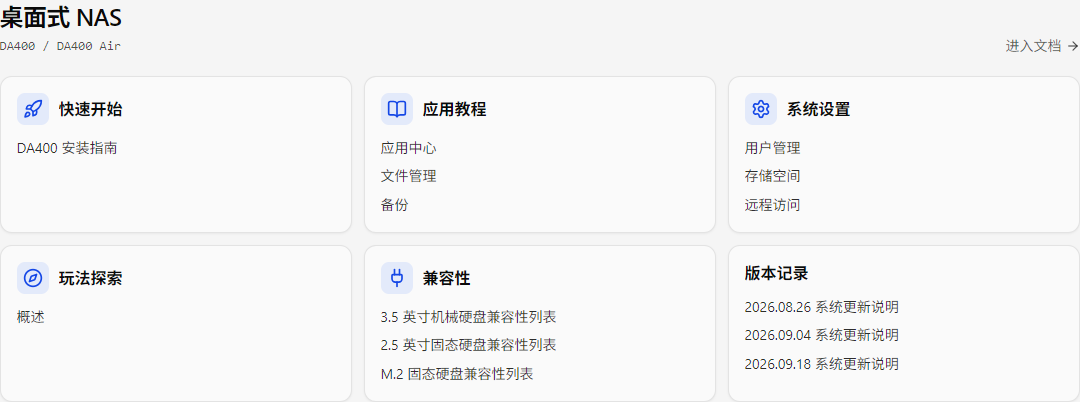 桌面式 NAS
DA400 / DA400 Air
进入文档 →
快速开始
DA400 安装指南
应用教程
应用中心
文件管理
备份
系统设置
用户管理
存储空间
远程访问
玩法探索
概述
兼容性
3.5 英寸机械硬盘兼容性列表
2.5 英寸固态硬盘兼容性列表
M.2 固态硬盘兼容性列表
版本记录
2026.08.26 系统更新说明
2026.09.04 系统更新说明
2026.09.18 系统更新说明